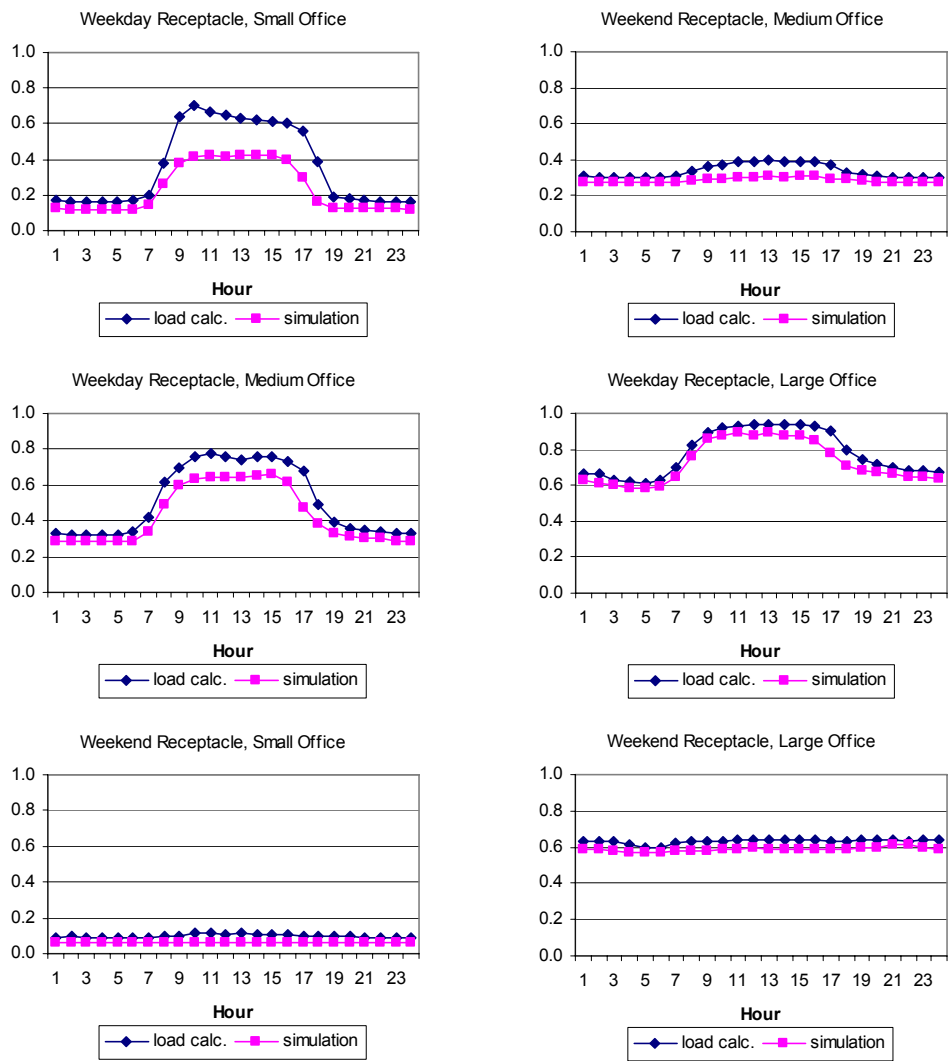 Weekday Receptacle, Small Office
1.0
0.8
0.6
0.4
0.2
0.0
1 3 5 7 9 11 13 15 17 19 21 23
Hour
load calc. simulation
Weekend Receptacle, Medium Office
1.0
0.8
0.6
0.4
0.2
0.0
1 3 5 7 9 11 13 15 17 19 21 23
Hour
load calc. simulation
Weekday Receptacle, Medium Office
1.0
0.8
0.6
0.4
0.2
0.0
1 3 5 7 9 11 13 15 17 19 21 23
Hour
load calc. simulation
Weekday Receptacle, Large Office
1.0
0.8
0.6
0.4
0.2
0.0
1 3 5 7 9 11 13 15 17 19 21 23
Hour
load calc. simulation
Weekend Receptacle, Small Office
1.0
0.8
0.6
0.4
0.2
0.0
1 3 5 7 9 11 13 15 17 19 21 23
Hour
load calc. simulation
Weekend Receptacle, Large Office
1.0
0.8
0.6
0.4
0.2
0.0
1 3 5 7 9 11 13 15 17 19 21 23
Hour
load calc. simulation